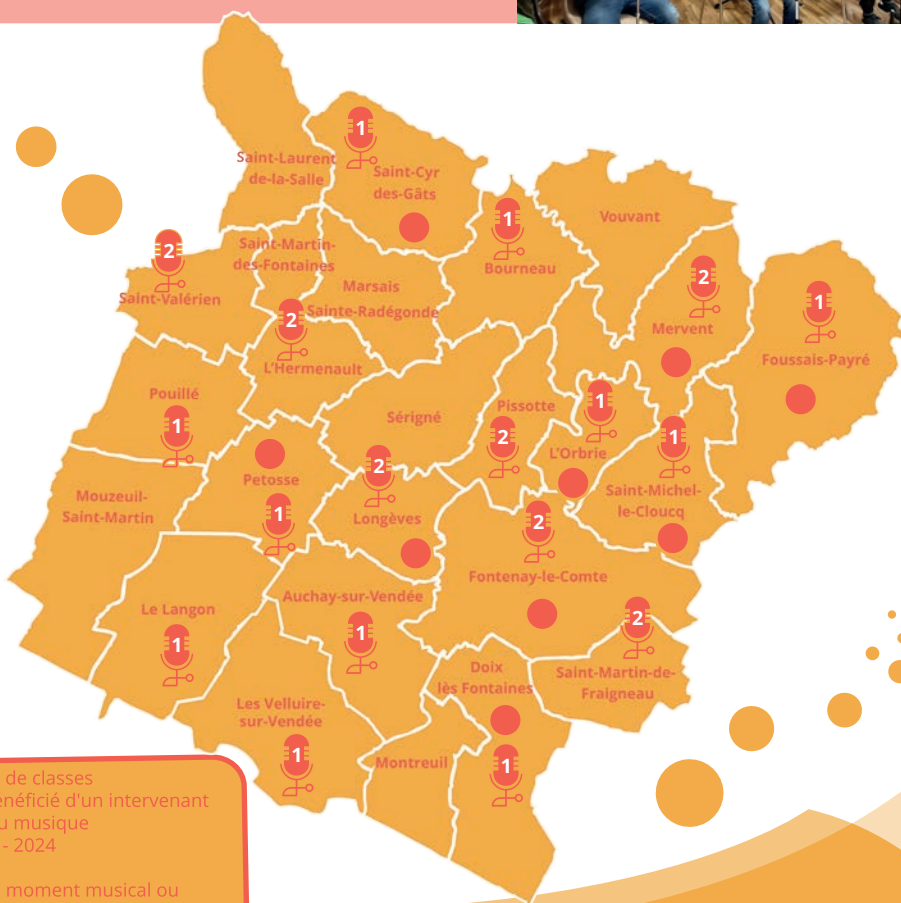 1
Saint-Laurent
de-la-Salle
Saint-Cyr
des-Gâts
1
Bourneau
Vouvant
2
Saint-Valérien
Saint-Martin-
des-Fontaines
Marsais
Sainte-Radégonde
2
Mervent
1
Foussais-Payré
2
L'Hermenault
Pouillé
1
Sérigné
Pissotte
2
1
L'Orbrie
1
Saint-Michel-
le-Cloucq
Mouzeuil-
Saint-Martin
Petosse
1
2
Longèves
2
Fontenay-le-Comte
Le Langon
1
Auchay-sur-Vendée
1
2
Saint-Martin-de-
Fraigneau
Doix
lès Fontaines
1
Les Velluire-
sur-Vendée
1
Montreuil
de classes
énéficié d'un intervenant
u musique
- 2024
moment musical ou